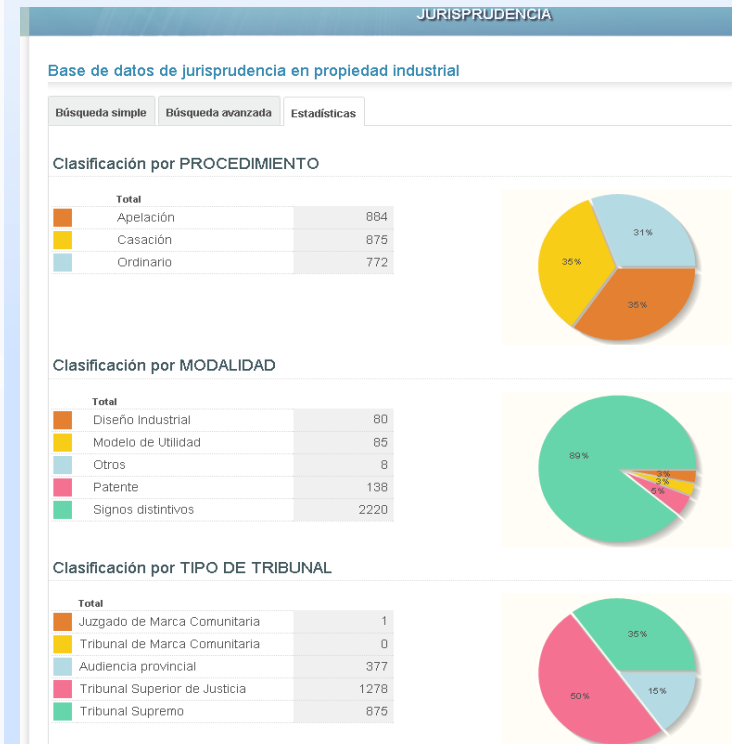 JURISPRUDENCIA
Base de datos de jurisprudencia en propiedad industrial
Búsqueda simple Búsqueda avanzada Estadísticas
Clasificación por PROCEDIMIENTO
Total
Apelación 884
Casación 875
Ordinario 772
31%
35%
35%
Clasificación por MODALIDAD
Total
Diseño Industrial 80
Modelo de Utilidad 85
Otros 8
Patente 138
Signos distintivos 2220
89%
3%
3%
5%
Clasificación por TIPO DE TRIBUNAL
Total
Juzgado de Marca Comunitaria 1
Tribunal de Marca Comunitaria 0
Audiencia provincial 377
Tribunal Superior de Justicia 1278
Tribunal Supremo 875
35%
50%
15%